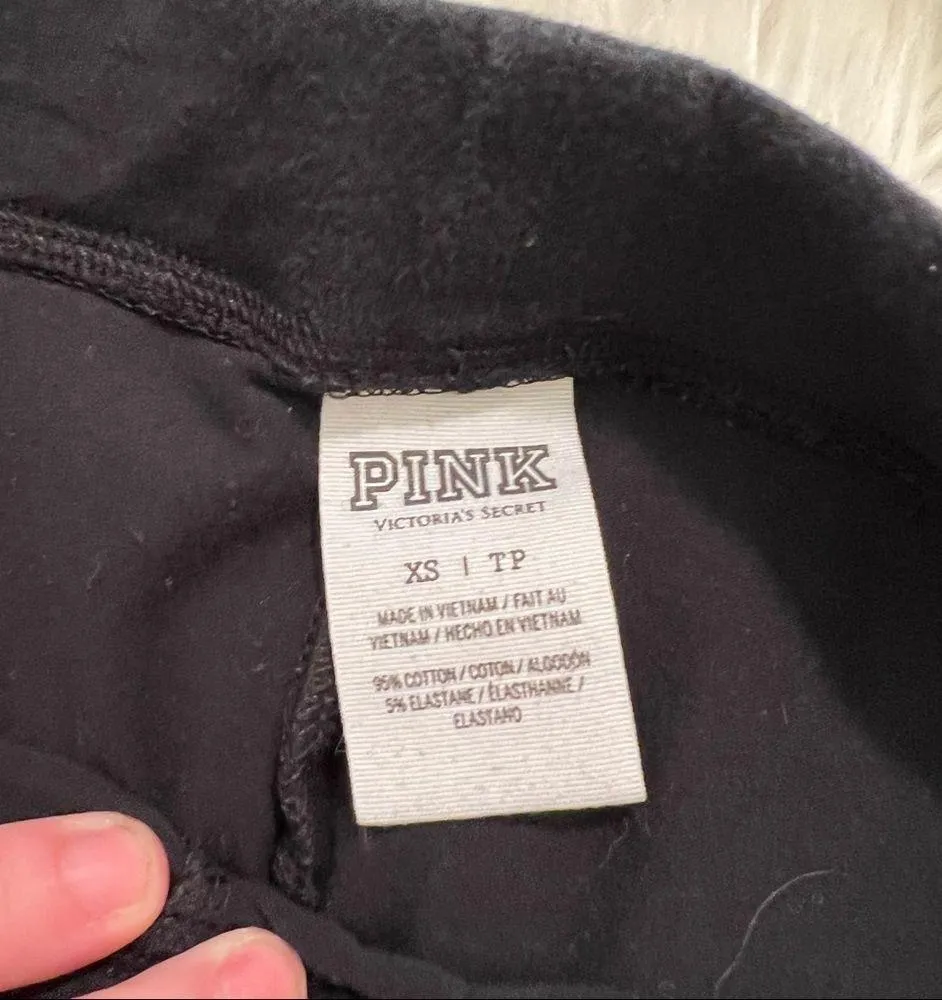 PINK
VICTORIA'S SECRET
XS | TP
MADE IN VIETNAM / FAIT AU
VIETNAM / HECHO EN VIETNAM
95% COTTON / COTON / ALGODÓN
5% ELASTANE / ÉLASTHANNE /
ELASTANO